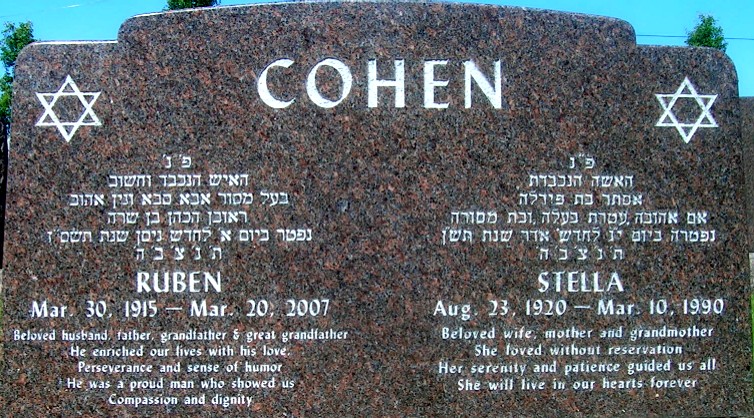 COHEN
פ״נ
האיש הנכבד וחשוב
בעל מסור אבא סבא ונין אהוב
ראובן הכהן בן שרה
נפטר ביום א׳ לחדש ניסן שנת תשס״ז
ת נ צ ב ה
RUBEN
Mar. 30, 1915 — Mar. 20, 2007
Beloved husband, father, grandfather & great grandfather
He enriched our lives with his love,
Perseverance and sense of humor
He was a proud man who showed us
Compassion and dignity
פ״נ
האשה הנכבדת
אסתר בת פירלה
אם אהובה עטרת בעלה ובת מסורה
נפטרה ביום י״ג לחדש אדר שנת תש״ן
ת נ צ ב ה
STELLA
Aug. 23, 1920 — Mar. 10, 1990
Beloved wife, mother and grandmother
She loved without reservation
Her serenity and patience guided us all
She will live in our hearts forever